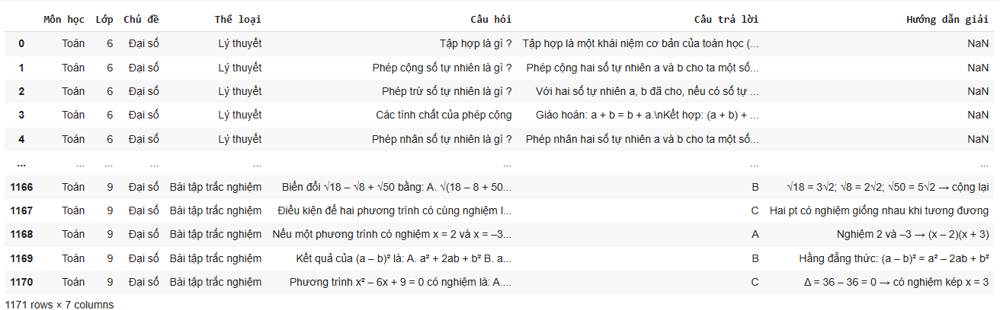 Môn học Lớp Chủ đề Thể loại Câu hỏi Câu trả lời Hướng dẫn giải
0 Toán 6 Đại số Lý thuyết Tập hợp là gì ? Tập hợp là một khái niệm cơ bản của toán học (... NaN
1 Toán 6 Đại số Lý thuyết Phép cộng số tự nhiên là gì ? Phép cộng hai số tự nhiên a và b cho ta một số... NaN
2 Toán 6 Đại số Lý thuyết Phép trừ số tự nhiên là gì ? Với hai số tự nhiên a, b đã cho, nếu có số tự ... NaN
3 Toán 6 Đại số Lý thuyết Các tính chất của phép cộng Giao hoán: a + b = b + a.\nKết hợp: (a + b) + ... NaN
4 Toán 6 Đại số Lý thuyết Phép nhân số tự nhiên là gì ? Phép nhân hai số tự nhiên a và b cho ta một số... NaN
... ... ... ... ... ... ... ...
1166 Toán 9 Đại số Bài tập trắc nghiệm Biến đổi √18 – √8 + √50 bằng: A. √(18 – 8 + 50... B √18 = 3√2; √8 = 2√2; √50 = 5√2 → cộng lại
1167 Toán 9 Đại số Bài tập trắc nghiệm Điều kiện để hai phương trình có cùng nghiệm l... C Hai pt có nghiệm giống nhau khi tương đương
1168 Toán 9 Đại số Bài tập trắc nghiệm Nếu một phương trình có nghiệm x = 2 và x = –3... A Nghiệm 2 và –3 → (x – 2)(x + 3)
1169 Toán 9 Đại số Bài tập trắc nghiệm Kết quả của (a – b)² là: A. a² + 2ab + b² B. a... B Hằng đẳng thức: (a – b)² = a² – 2ab + b²
1170 Toán 9 Đại số Bài tập trắc nghiệm Phương trình x² – 6x + 9 = 0 có nghiệm là: A.... C Δ = 36 – 36 = 0 → có nghiệm kép x = 3
1171 rows × 7 columns